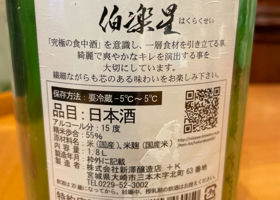 伯楽星
はくらくせい
「究極の食中酒」を意識し、一層食材を引き立てる事、
綺麗で爽やかなキレを演出する事を
大切にしています。
繊細ながらも芯のある味わいをお楽しみ下さい。
保存方法：要冷蔵−5℃〜5℃
品目：日本酒
アルコール分：15度
精米歩合：55%
原材料：米(国産米)、米麹(国産米)
内容量：1.8L
製造年月：枠外に記載
製造者：株式会社新澤醸造店 +K
宮城県大崎市三本木字北町63番地
TEL.0229-52-3002